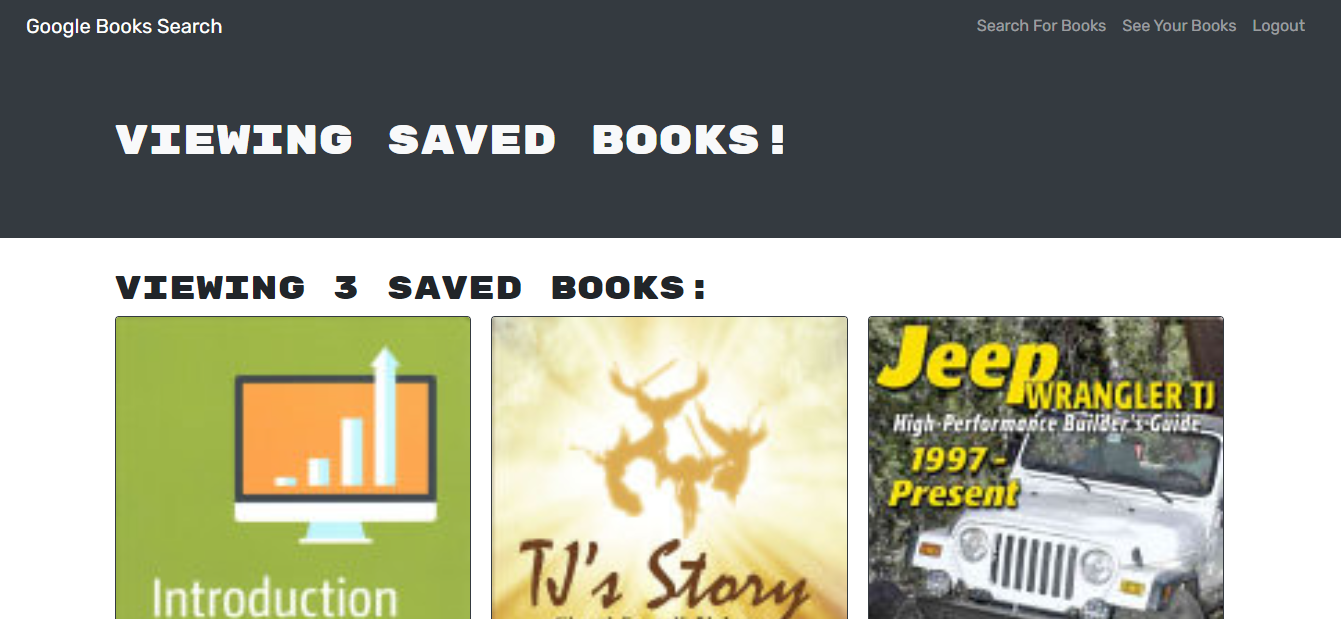 Google Books Search
Search For Books See Your Books Logout
VIEWING SAVED BOOKS!
VIEWING 3 SAVED BOOKS:
Introduction
TJ's Story
Jeep
WRANGLER TJ
High-Performance Builder's Guide
1997 -
Present